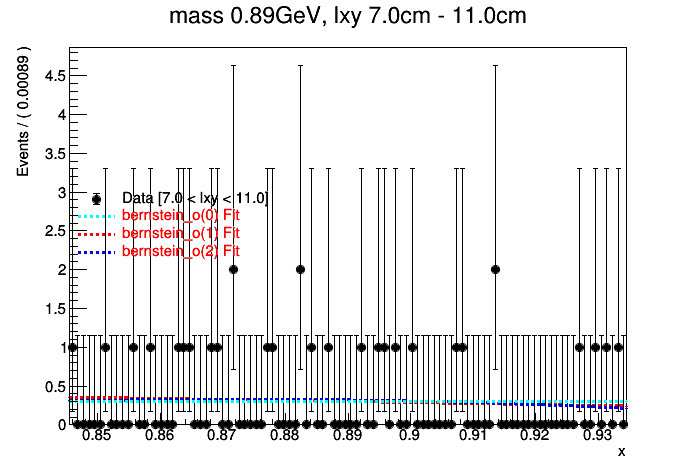 mass 0.89GeV, lxy 7.0cm - 11.0cm
Events / ( 0.00089 )
4.5
4
3.5
3
2.5
2
1.5
1
0.5
0
Data [7.0 < lxy < 11.0]
bernstein_o(0) Fit
bernstein_o(1) Fit
bernstein_o(2) Fit
0.85 0.86 0.87 0.88 0.89 0.9 0.91 0.92 0.93
x